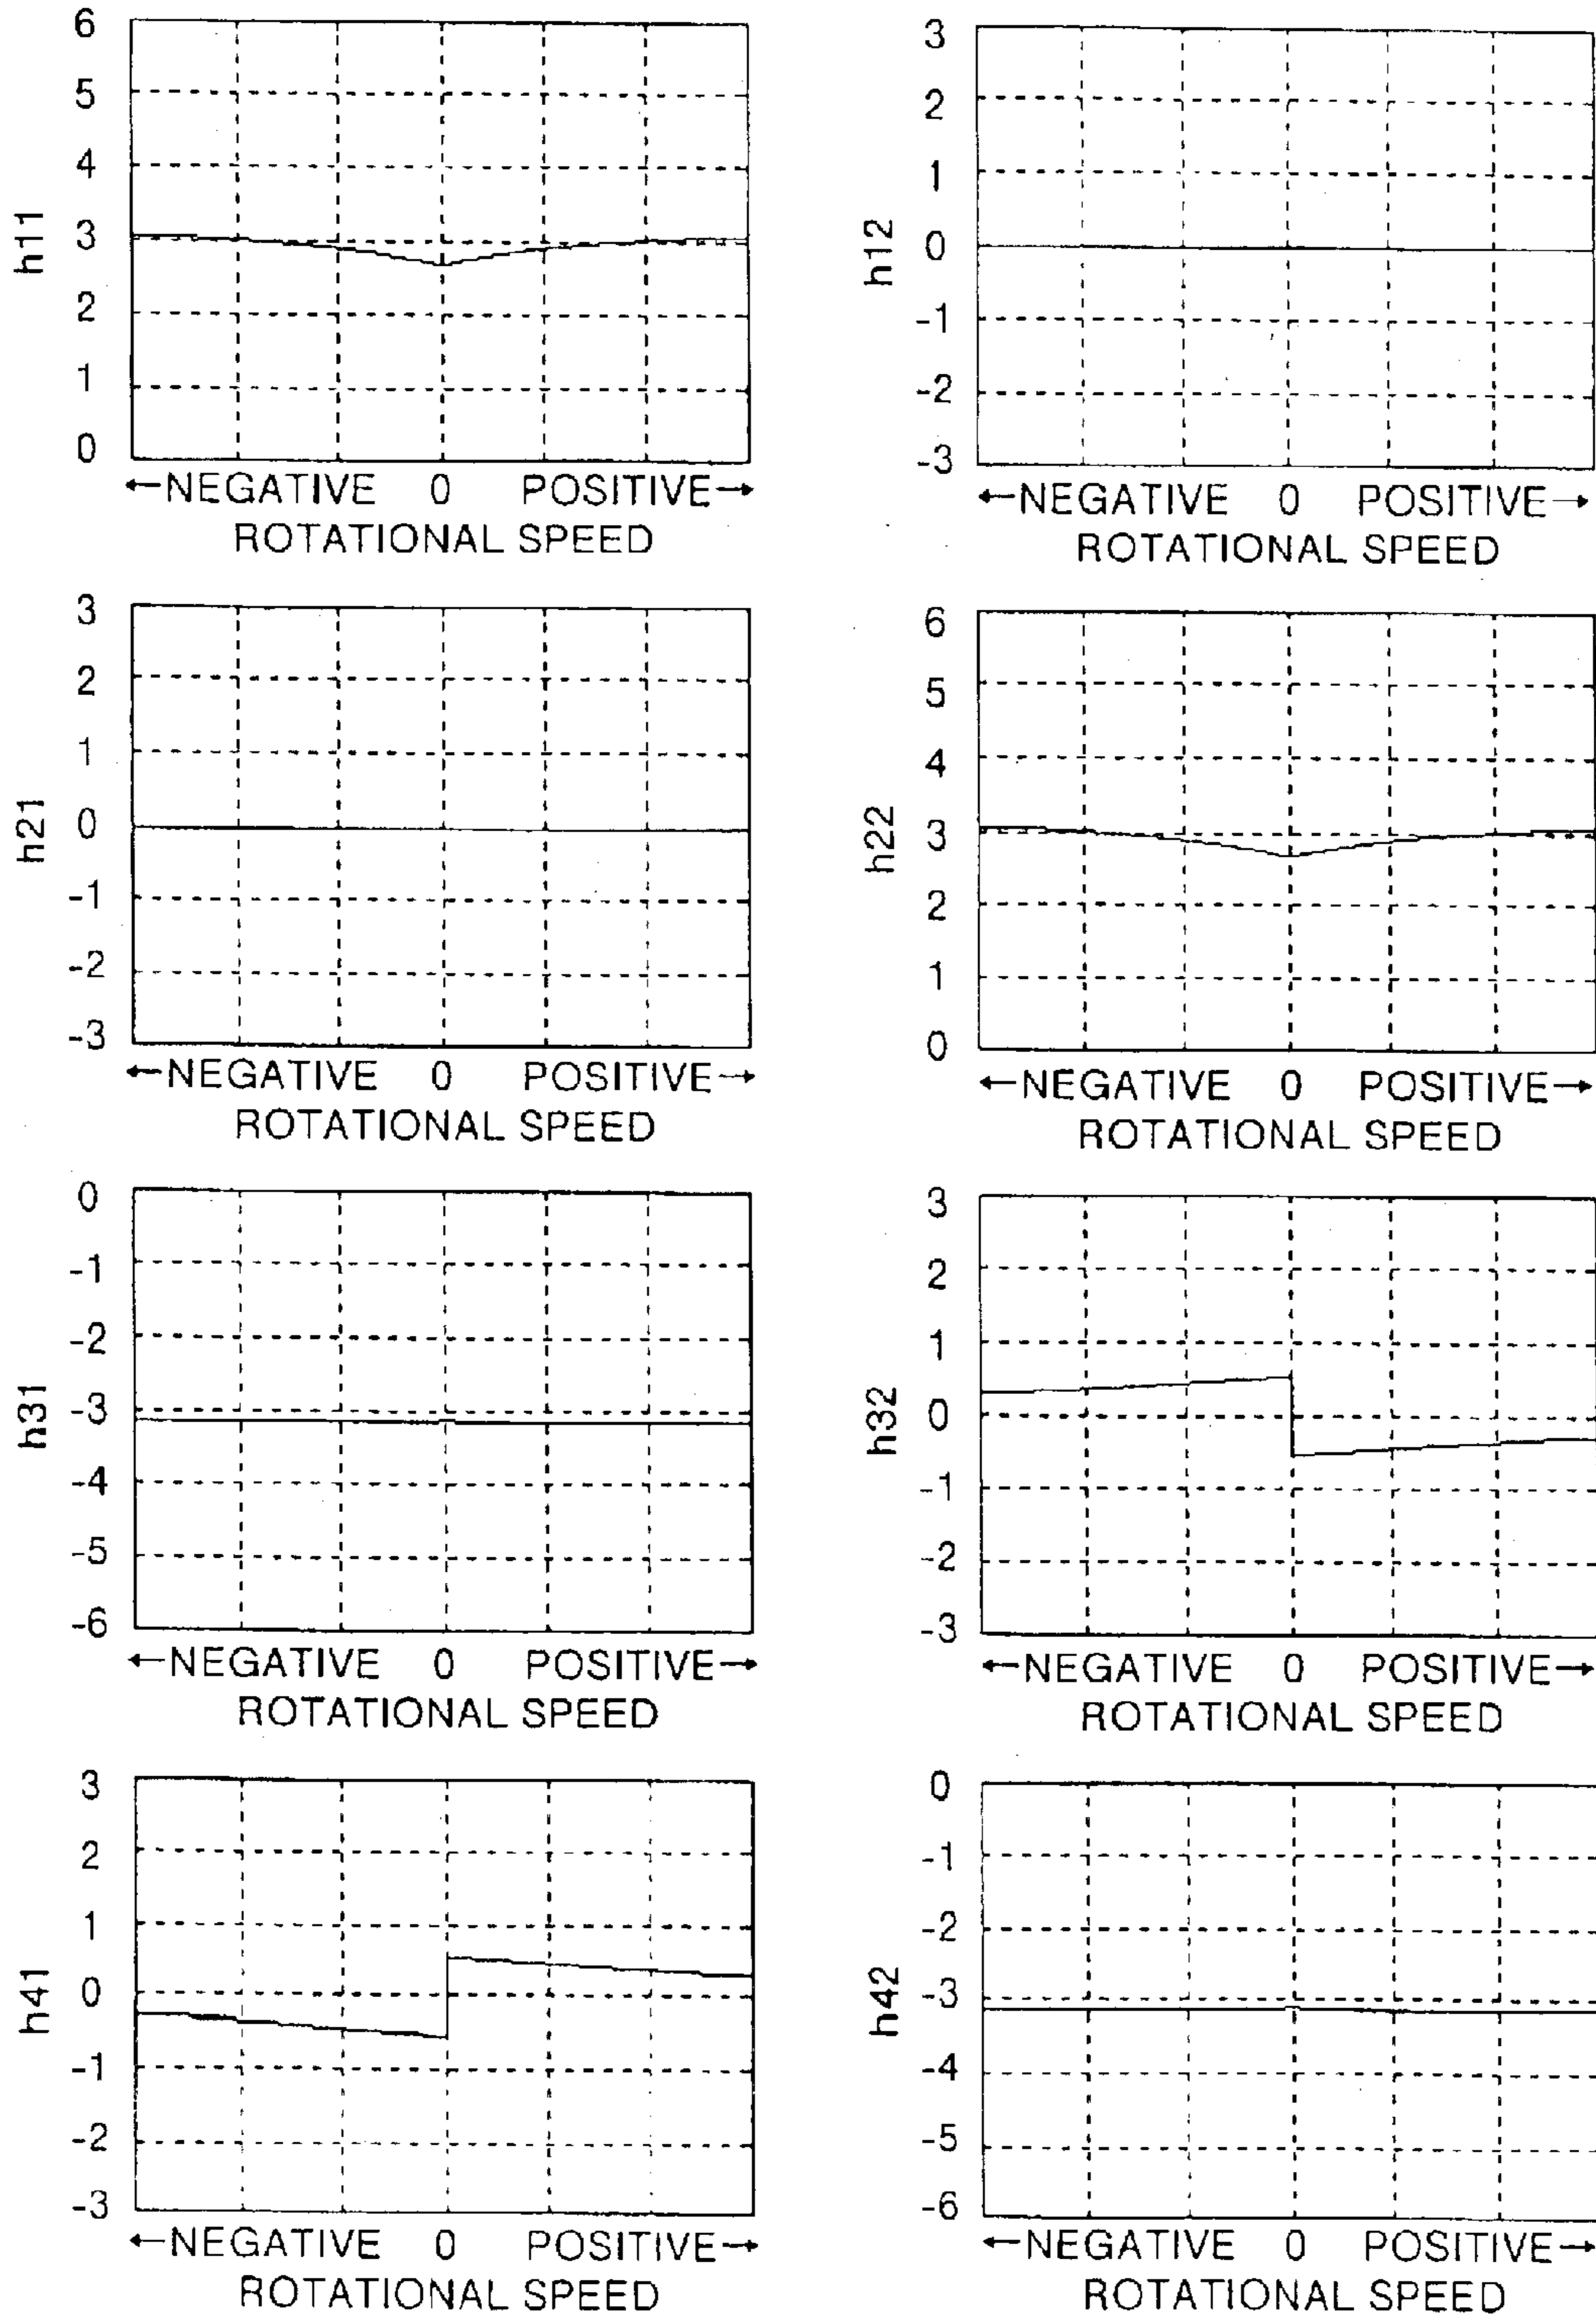 h11
6
5
4
3
2
1
0
←NEGATIVE 0 POSITIVE→
ROTATIONAL SPEED
h12
3
2
1
0
-1
-2
-3
←NEGATIVE 0 POSITIVE→
ROTATIONAL SPEED
h21
3
2
1
0
-1
-2
-3
←NEGATIVE 0 POSITIVE→
ROTATIONAL SPEED
h22
6
5
4
3
2
1
0
←NEGATIVE 0 POSITIVE→
ROTATIONAL SPEED
h31
0
-1
-2
-3
-4
-5
-6
←NEGATIVE 0 POSITIVE→
ROTATIONAL SPEED
h32
3
2
1
0
-1
-2
-3
←NEGATIVE 0 POSITIVE→
ROTATIONAL SPEED
h41
3
2
1
0
-1
-2
-3
←NEGATIVE 0 POSITIVE→
ROTATIONAL SPEED
h42
0
-1
-2
-3
-4
-5
-6
←NEGATIVE 0 POSITIVE→
ROTATIONAL SPEED